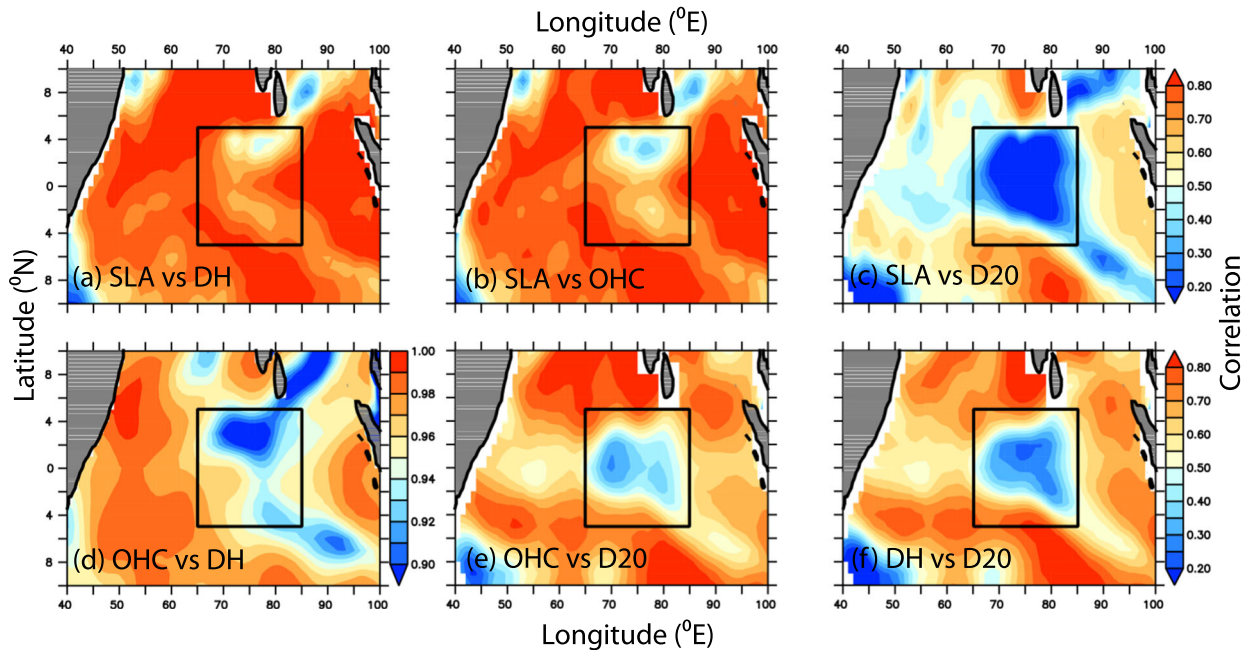 Longitude (⁰E)
40 50 60 70 80 90 100 40 50 60 70 80 90 100 40 50 60 70 80 90 100
8
4
0
4
8
Latitude (⁰N)
(a) SLA vs DH
(b) SLA vs OHC
(c) SLA vs D20
0.80
0.70
0.60
0.50
0.40
0.30
0.20
Correlation
8
4
0
4
8
(d) OHC vs DH
1.00
0.98
0.96
0.94
0.92
0.90
(e) OHC vs D20
(f) DH vs D20
0.80
0.70
0.60
0.50
0.40
0.30
0.20
40 50 60 70 80 90 100 40 50 60 70 80 90 100 40 50 60 70 80 90 100
Longitude (⁰E)